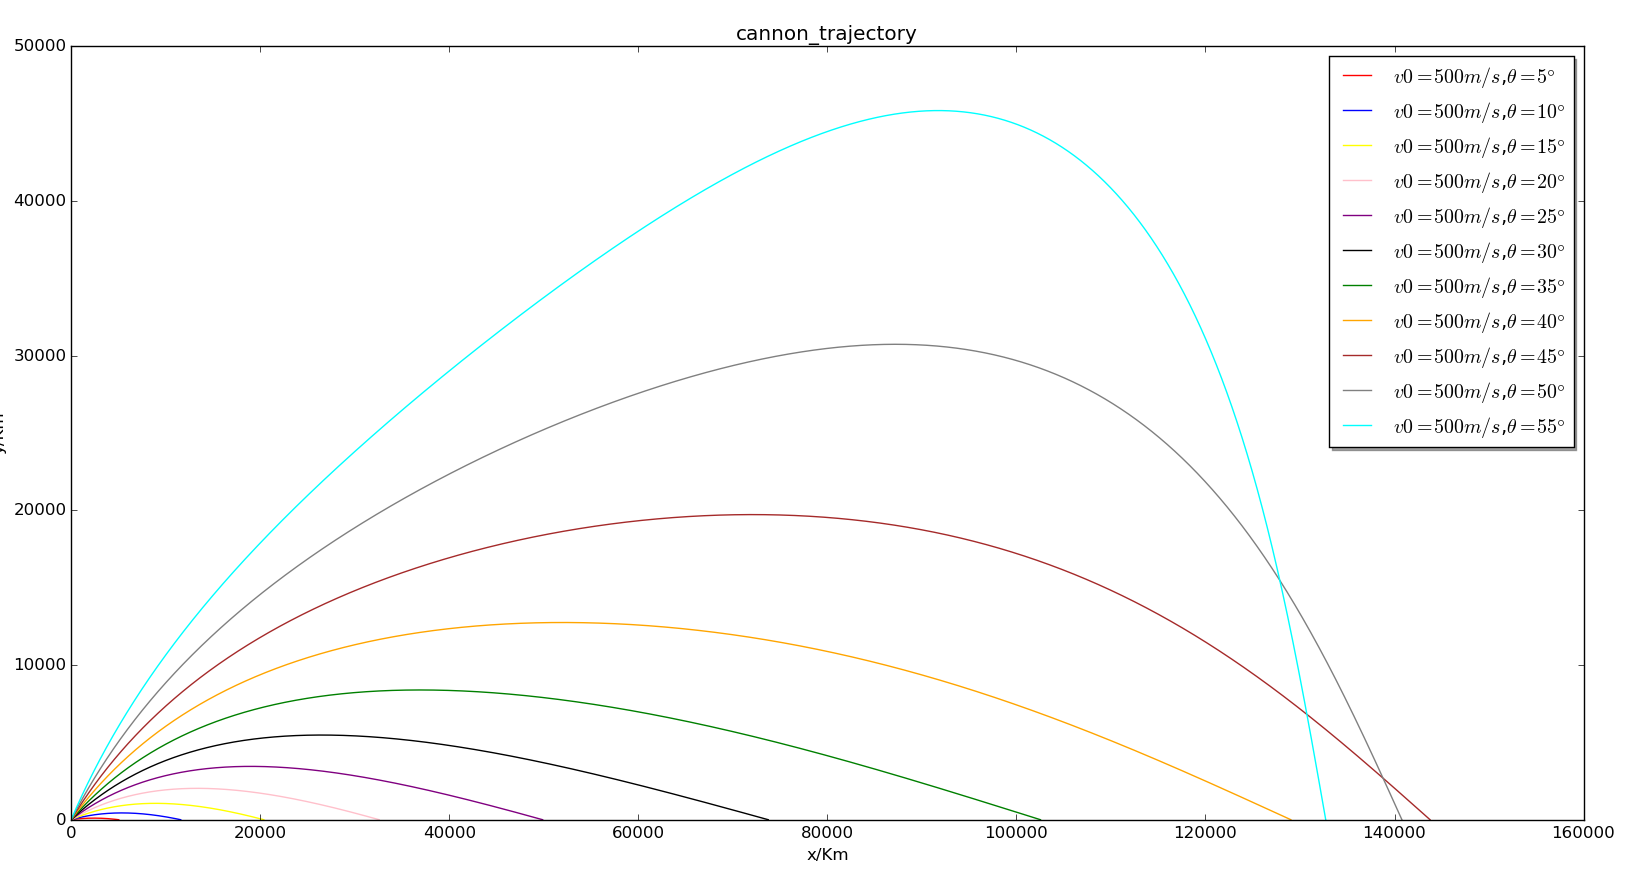 cannon_trajectory
50000
40000
30000
20000
10000
0
v0=500m/s,θ=5°
v0=500m/s,θ=10°
v0=500m/s,θ=15°
v0=500m/s,θ=20°
v0=500m/s,θ=25°
v0=500m/s,θ=30°
v0=500m/s,θ=35°
v0=500m/s,θ=40°
v0=500m/s,θ=45°
v0=500m/s,θ=50°
v0=500m/s,θ=55°
0 20000 40000 60000 80000 100000 120000 140000 160000
x/Km